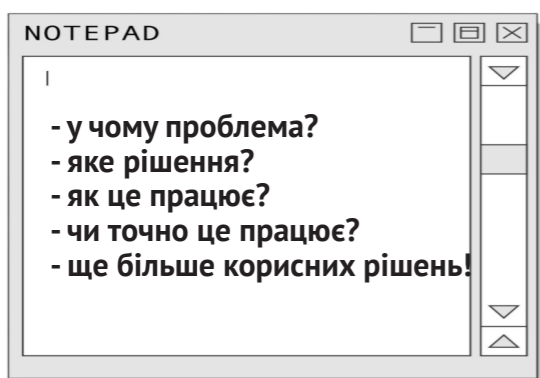 NOTEPAD
- у чому проблема?
- яке рішення?
- як це працює?
- чи точно це працює?
- ще більше корисних рішень!